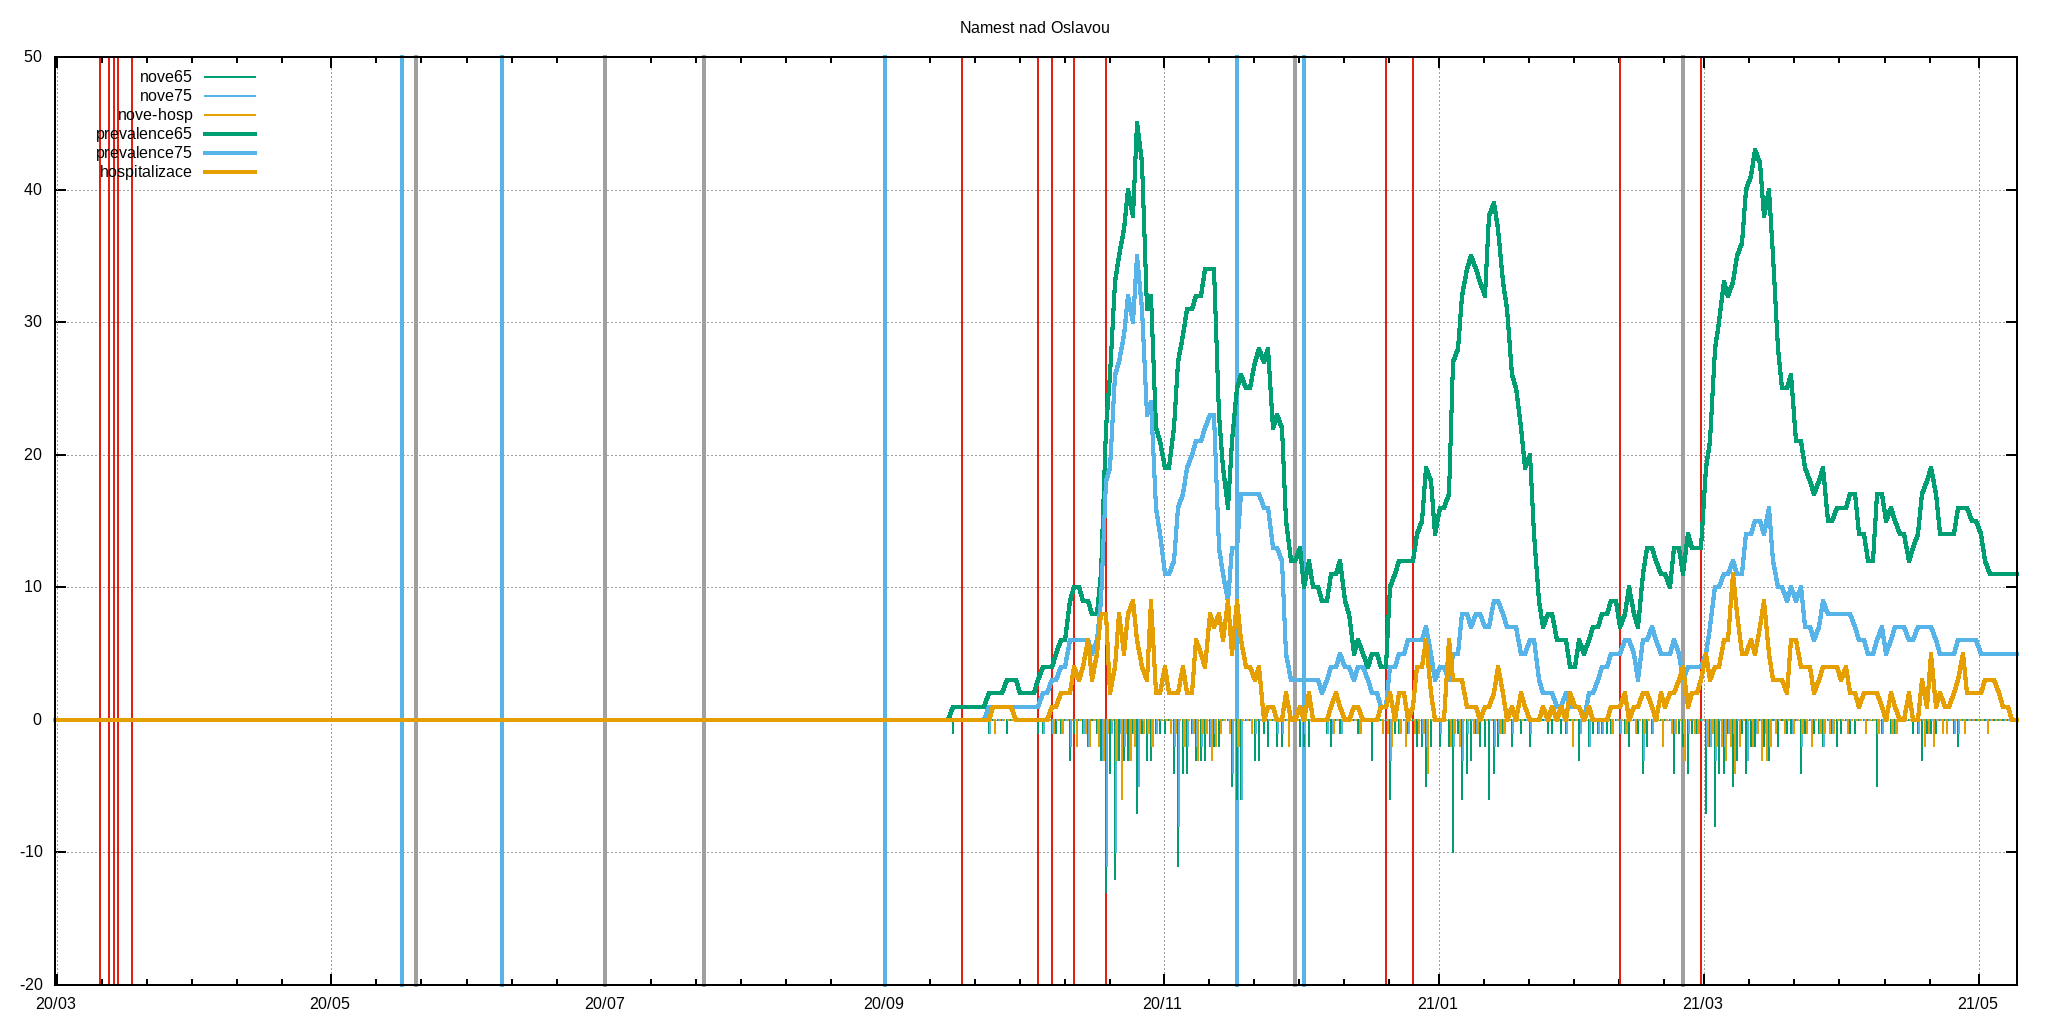 Namest nad Oslavou
50
nove65
nove75
nove-hosp
prevalence65
prevalence75
hospitalizace
40
30
20
10
0
-10
-20
20/03 20/05 20/07 20/09 20/11 21/01 21/03 21/05